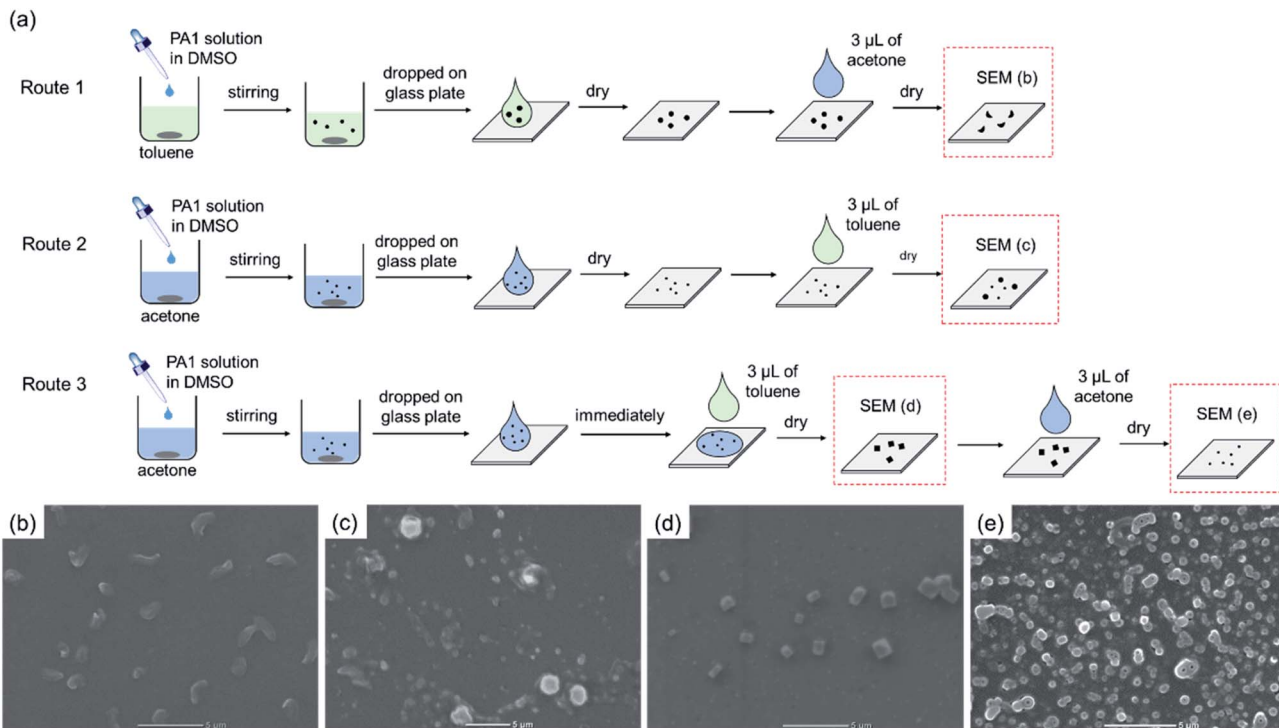 (a)
Route 1
PA1 solution
in DMSO
toluene
stirring
dropped on
glass plate
dry
3 µL of
acetone
dry
SEM (b)
Route 2
PA1 solution
in DMSO
acetone
stirring
dropped on
glass plate
dry
3 µL of
toluene
dry
SEM (c)
Route 3
PA1 solution
in DMSO
acetone
stirring
dropped on
glass plate
immediately
3 µL of
toluene
dry
SEM (d)
3 µL of
acetone
dry
SEM (e)
(b)
5 µm
(c)
5 µm
(d)
5 µm
(e)
5 µm